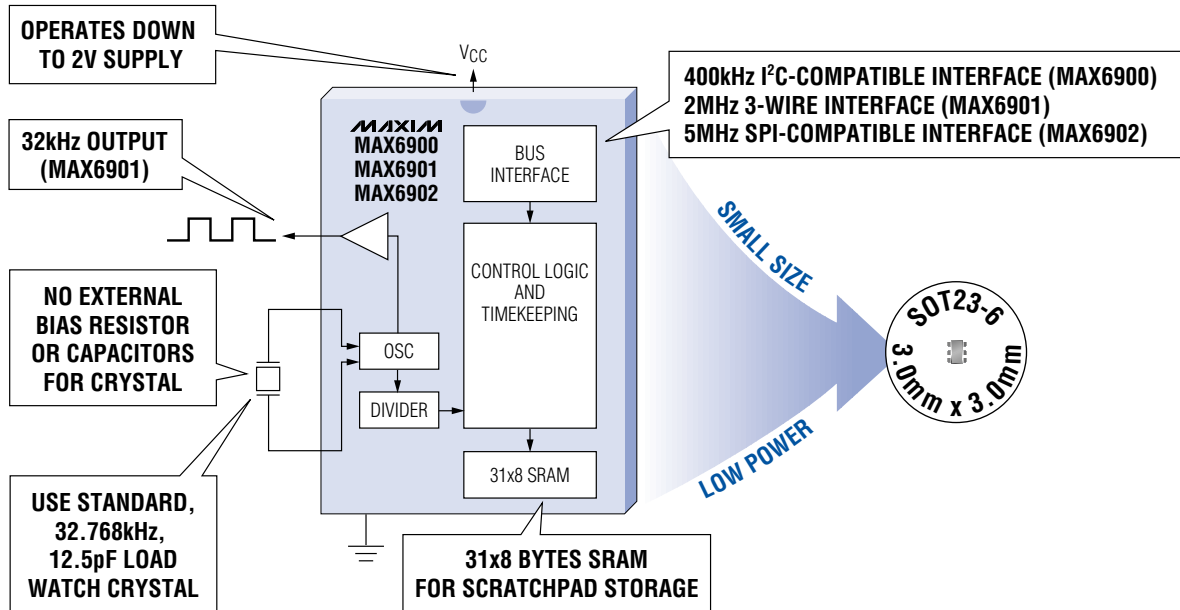 OPERATES DOWN
TO 2V SUPPLY
VCC
400kHz I²C-COMPATIBLE INTERFACE (MAX6900)
2MHz 3-WIRE INTERFACE (MAX6901)
5MHz SPI-COMPATIBLE INTERFACE (MAX6902)
32kHz OUTPUT
(MAX6901)
MAXIM
MAX6900
MAX6901
MAX6902
BUS
INTERFACE
CONTROL LOGIC
AND
TIMEKEEPING
OSC
DIVIDER
31x8 SRAM
NO EXTERNAL
BIAS RESISTOR
OR CAPACITORS
FOR CRYSTAL
USE STANDARD,
32.768kHz,
12.5pF LOAD
WATCH CRYSTAL
31x8 BYTES SRAM
FOR SCRATCHPAD STORAGE
SMALL SIZE
LOW POWER
SOT23-6
3.0mm x 3.0mm